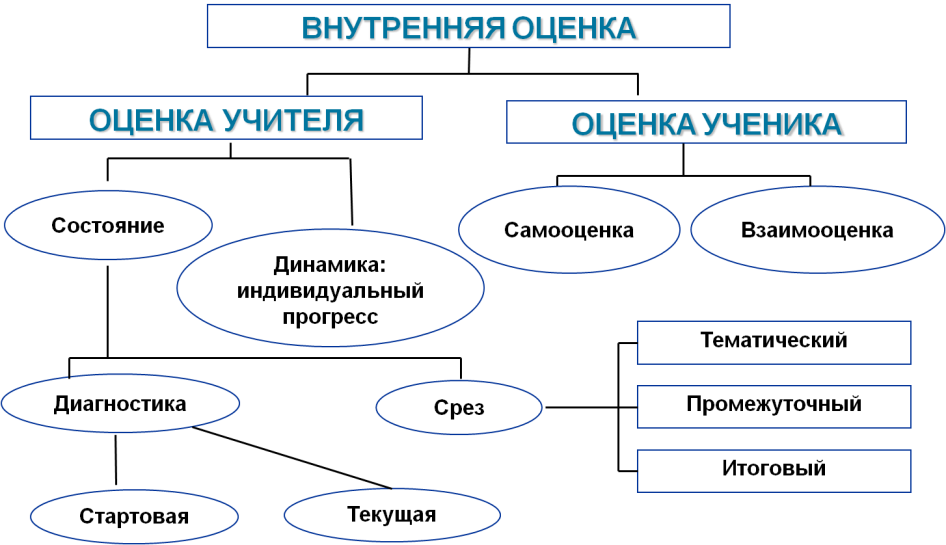 ВНУТРЕННЯЯ ОЦЕНКА
ОЦЕНКА УЧИТЕЛЯ
ОЦЕНКА УЧЕНИКА
Состояние
Динамика:
индивидуальный
прогресс
Самооценка
Взаимооценка
Диагностика
Срез
Тематический
Промежуточный
Итоговый
Стартовая
Текущая